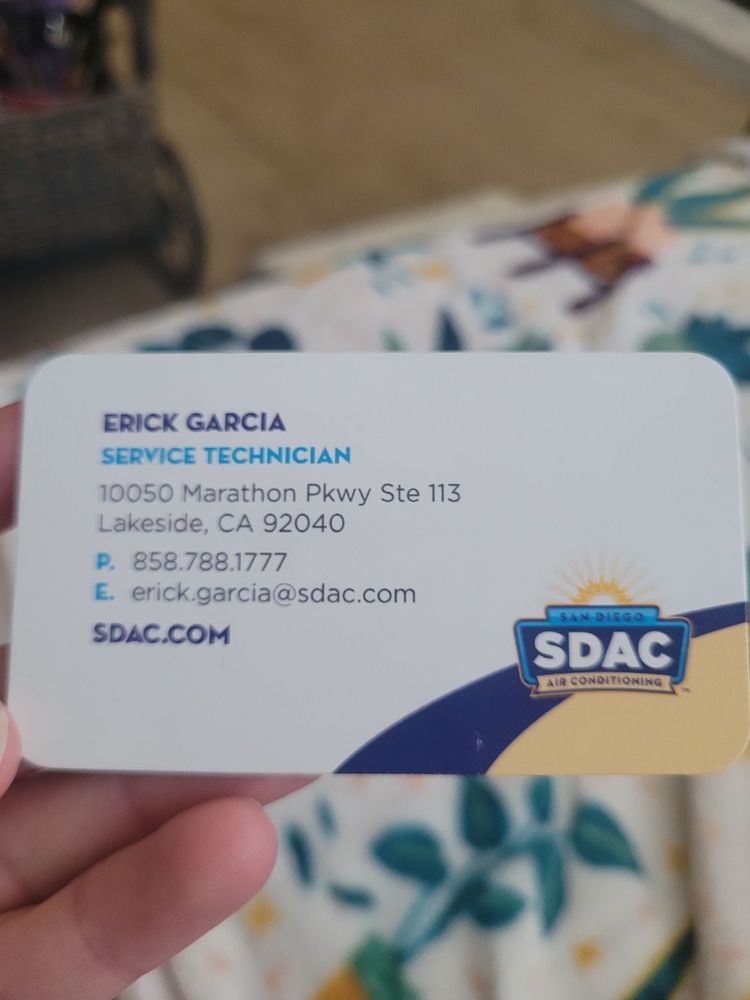 ERICK GARCIA
SERVICE TECHNICIAN
10050 Marathon Pkwy Ste 113
Lakeside, CA 92040
P. 858.788.1777
E. erick.garcia@sdac.com
SDAC.COM
SAN DIEGO
SDAC
AIR CONDITIONING
™